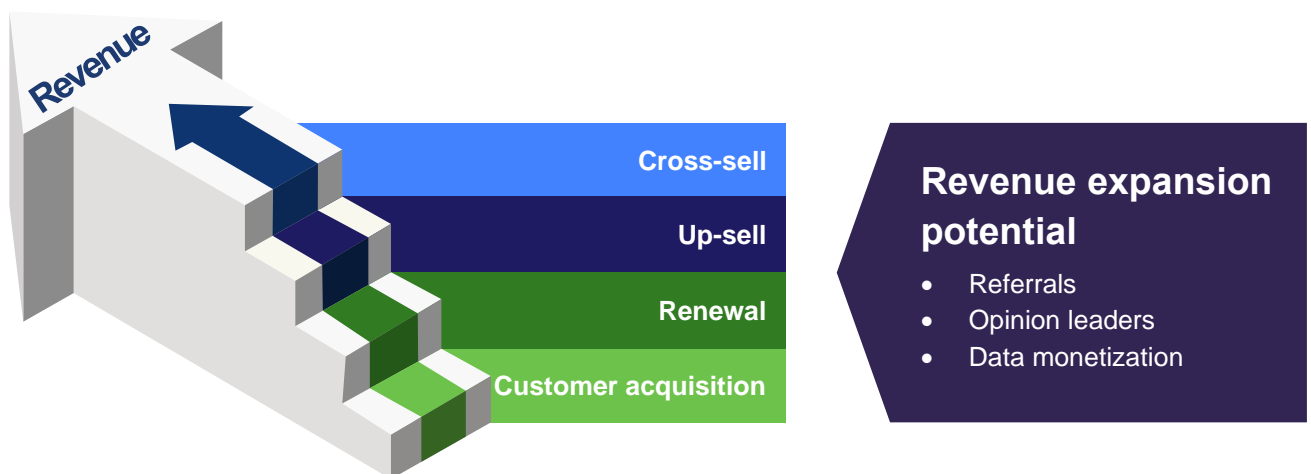 Revenue
Cross-sell
Up-sell
Renewal
Customer acquisition
Revenue expansion
potential
• Referrals
• Opinion leaders
• Data monetization